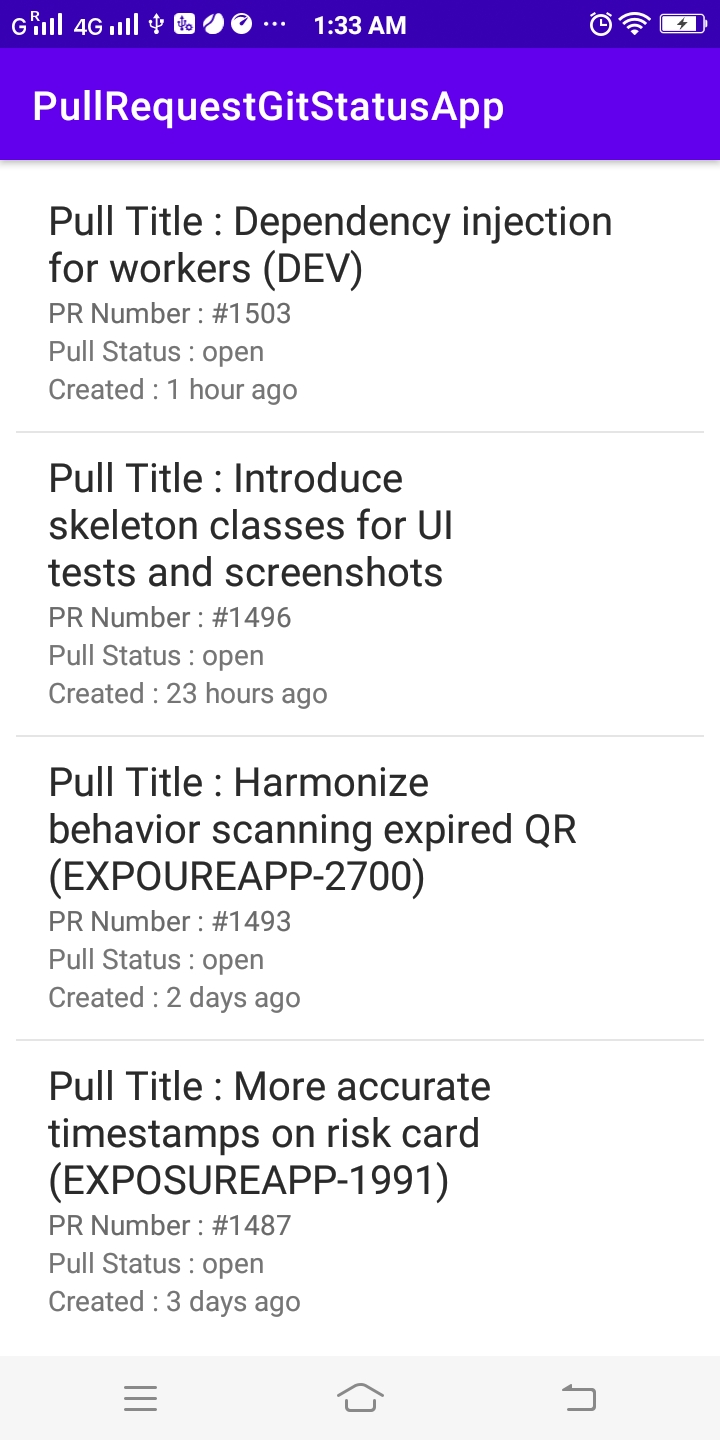 G R 4G 1:33 AM
PullRequestGitStatusApp
Pull Title : Dependency injection
for workers (DEV)
PR Number : #1503
Pull Status : open
Created : 1 hour ago
Pull Title : Introduce
skeleton classes for UI
tests and screenshots
PR Number : #1496
Pull Status : open
Created : 23 hours ago
Pull Title : Harmonize
behavior scanning expired QR
(EXPOUREAPP-2700)
PR Number : #1493
Pull Status : open
Created : 2 days ago
Pull Title : More accurate
timestamps on risk card
(EXPOSUREAPP-1991)
PR Number : #1487
Pull Status : open
Created : 3 days ago